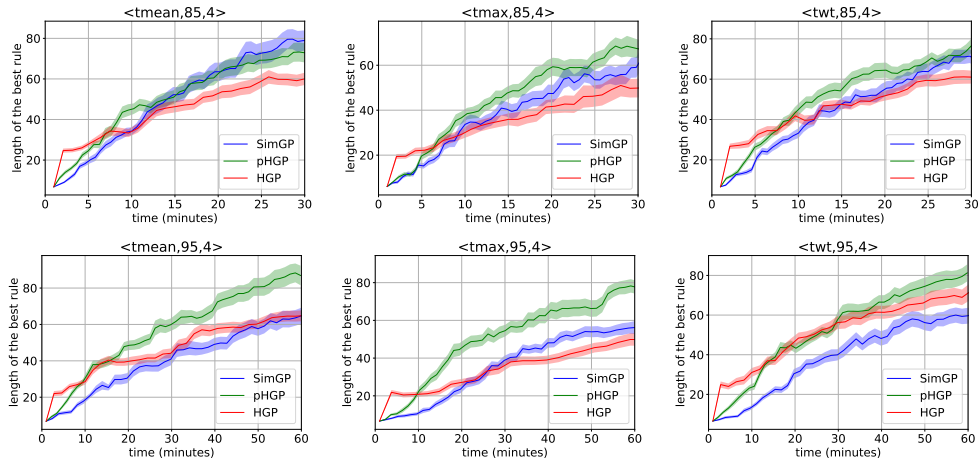 <tmean,85,4>
length of the best rule
80
60
40
20
0
5
10
15
20
25
30
time (minutes)
SimGP
pHGP
HGP
<tmax,85,4>
length of the best rule
80
60
40
20
0
5
10
15
20
25
30
time (minutes)
SimGP
pHGP
HGP
<twt,85,4>
length of the best rule
80
60
40
20
0
5
10
15
20
25
30
time (minutes)
SimGP
pHGP
HGP
<tmean,95,4>
length of the best rule
80
60
40
20
0
10
20
30
40
50
60
time (minutes)
SimGP
pHGP
HGP
<tmax,95,4>
length of the best rule
80
60
40
20
0
10
20
30
40
50
60
time (minutes)
SimGP
pHGP
HGP
<twt,95,4>
length of the best rule
80
60
40
20
0
10
20
30
40
50
60
time (minutes)
SimGP
pHGP
HGP